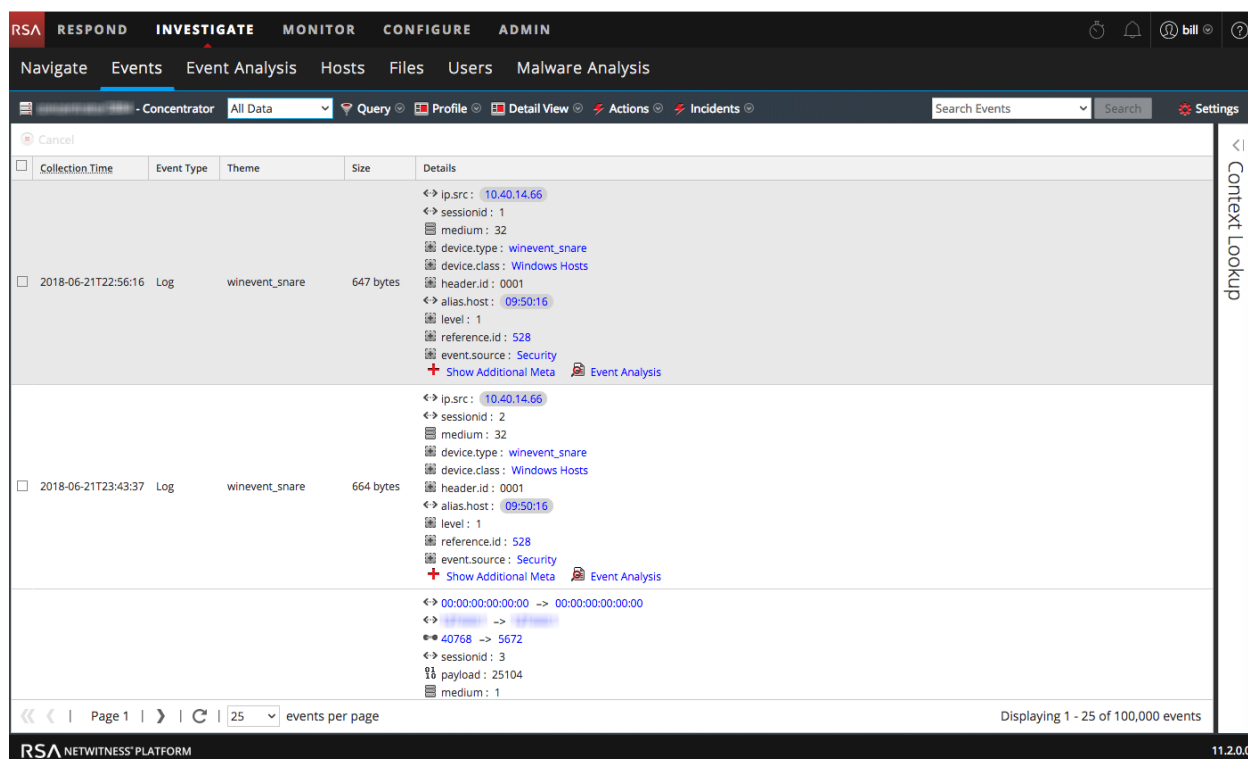 RSA RESPOND INVESTIGATE MONITOR CONFIGURE ADMIN bill ?
Navigate Events Event Analysis Hosts Files Users Malware Analysis
- Concentrator All Data Query Profile Detail View Actions Incidents Search Events Search Settings
Cancel
Collection Time Event Type Theme Size Details
ip.src : 10.40.14.66
sessionid : 1
medium : 32
device.type : winevent_snare
device.class : Windows Hosts
2018-06-21T22:56:16 Log winevent_snare 647 bytes header.id : 0001
alias.host : 09:50:16
level : 1
reference.id : 528
event.source : Security
Show Additional Meta Event Analysis
ip.src : 10.40.14.66
sessionid : 2
medium : 32
device.type : winevent_snare
device.class : Windows Hosts
2018-06-21T23:43:37 Log winevent_snare 664 bytes header.id : 0001
alias.host : 09:50:16
level : 1
reference.id : 528
event.source : Security
Show Additional Meta Event Analysis
00:00:00:00:00:00 -> 00:00:00:00:00:00
->
40768 -> 5672
sessionid : 3
payload : 25104
medium : 1
Context Lookup
Page 1 | 25 events per page Displaying 1 - 25 of 100,000 events
RSA NETWITNESS® PLATFORM 11.2.0.0